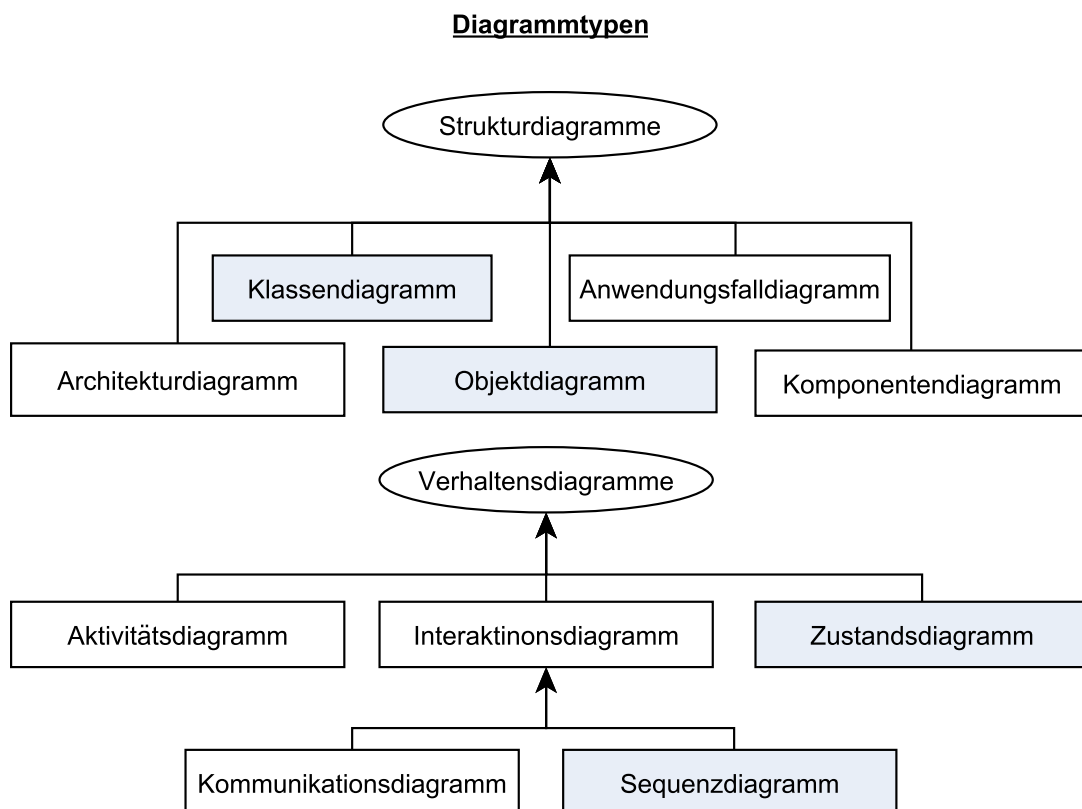 Diagrammtypen
Strukturdiagramme
Klassendiagramm
Anwendungsfalldiagramm
Architekturdiagramm
Objektdiagramm
Komponentendiagramm
Verhaltensdiagramme
Aktivitätsdiagramm
Interaktinonsdiagramm
Zustandsdiagramm
Kommunikationsdiagramm
Sequenzdiagramm